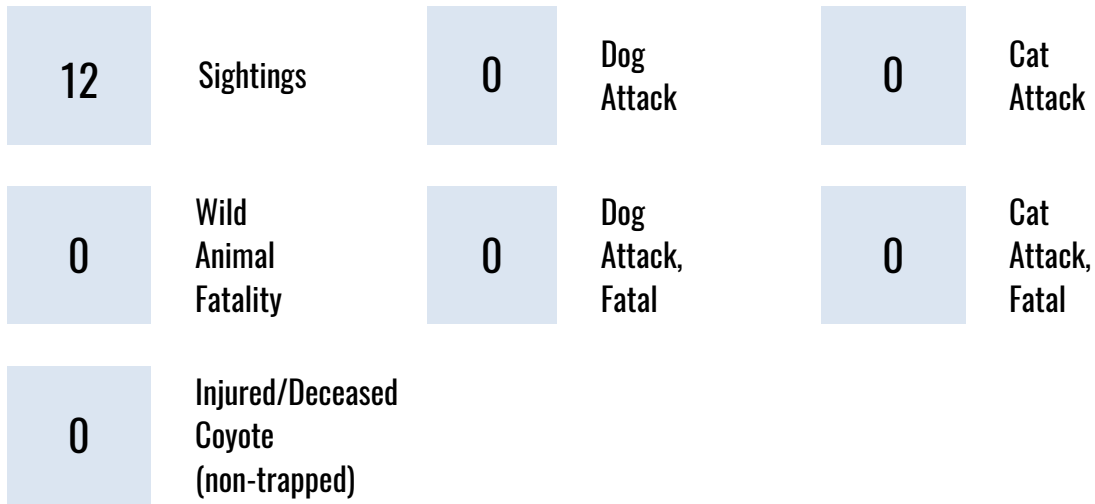 12
Sightings
0
Dog
Attack
0
Cat
Attack
0
Wild
Animal
Fatality
0
Dog
Attack,
Fatal
0
Cat
Attack,
Fatal
0
Injured/Deceased
Coyote
(non-trapped)